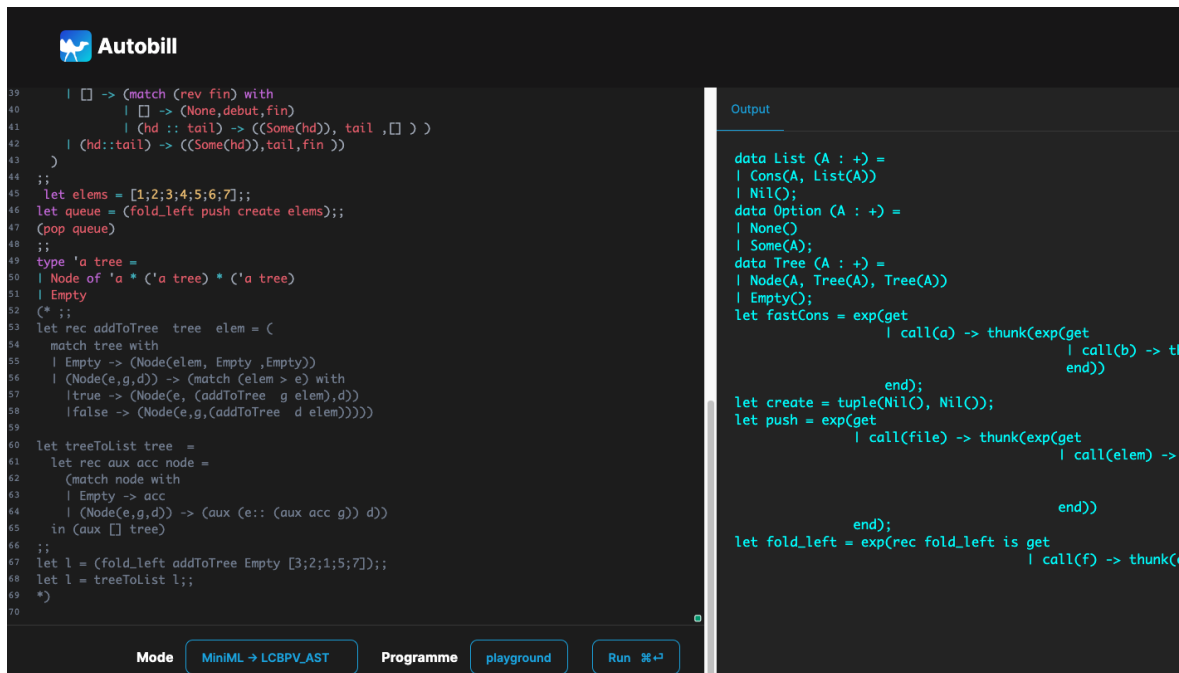 Autobill
39 | [] -> (match (rev fin) with
40 | [] -> (None,debut,fin)
41 | (hd :: tail) -> ((Some(hd)), tail ,[] ) )
42 | (hd::tail) -> ((Some(hd)),tail,fin ))
43 )
44 ;;
45 let elems = [1;2;3;4;5;6;7];;
46 let queue = (fold_left push create elems);;
47 (pop queue)
48 ;;
49 type 'a tree =
50 | Node of 'a * ('a tree) * ('a tree)
51 | Empty
52 (* ;;
53 let rec addToTree tree elem = (
54 match tree with
55 | Empty -> (Node(elem, Empty ,Empty))
56 | (Node(e,g,d)) -> (match (elem > e) with
57 |true -> (Node(e, (addToTree g elem),d))
58 |false -> (Node(e,g,(addToTree d elem)))))
59
60 let treeToList tree =
61 let rec aux acc node =
62 (match node with
63 | Empty -> acc
64 | (Node(e,g,d)) -> (aux (e:: (aux acc g)) d))
65 in (aux [] tree)
66 ;;
67 let l = (fold_left addToTree Empty [3;2;1;5;7]);;
68 let l = treeToList l;;
69 *)
70
Mode MiniML → LCBPV_AST Programme playground Run ⌘⏎
Output
data List (A : +) =
| Cons(A, List(A))
| Nil();
data Option (A : +) =
| None()
| Some(A);
data Tree (A : +) =
| Node(A, Tree(A), Tree(A))
| Empty();
let fastCons = exp(get
| call(a) -> thunk(exp(get
| call(b) -> th
end))
end);
let create = tuple(Nil(), Nil());
let push = exp(get
| call(file) -> thunk(exp(get
| call(elem) ->
end))
end);
let fold_left = exp(rec fold_left is get
| call(f) -> thunk(